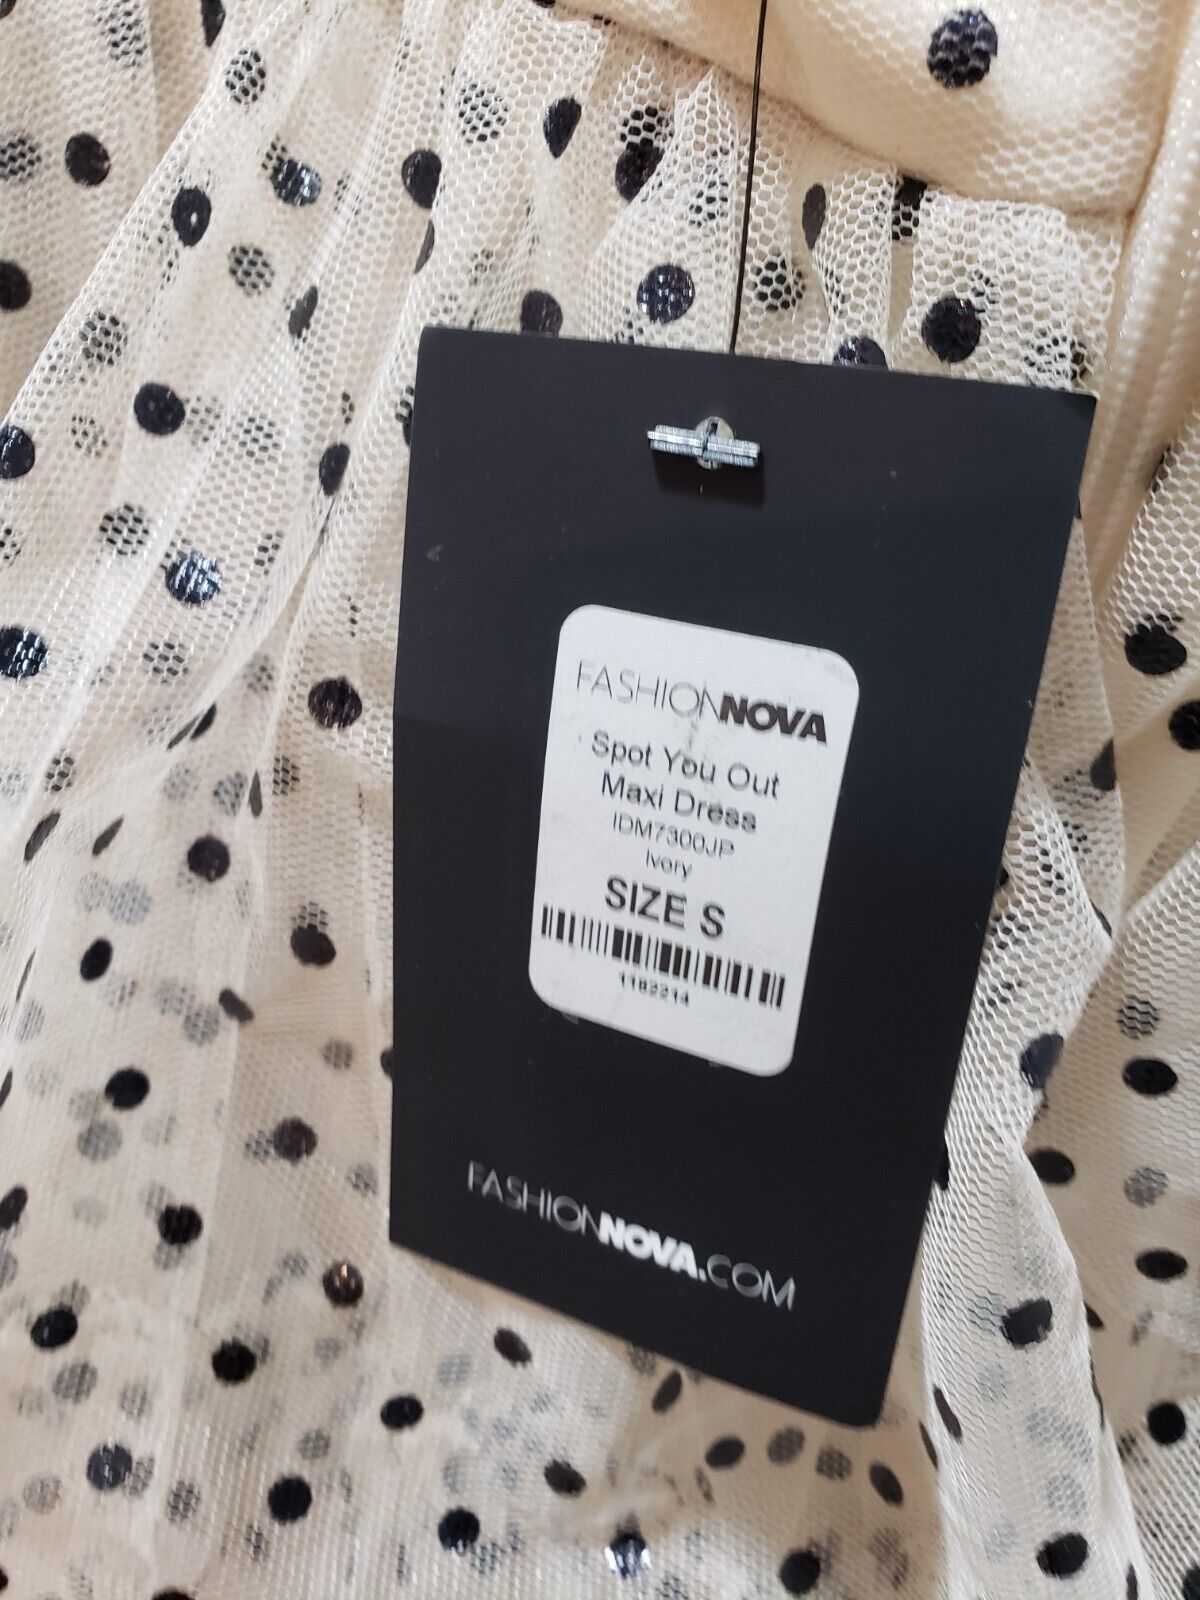 FASHIONNOVA
Spot You Out
Maxi Dress
IDM7300JP
Ivory
SIZE S
1182214
FASHIONNOVA.COM